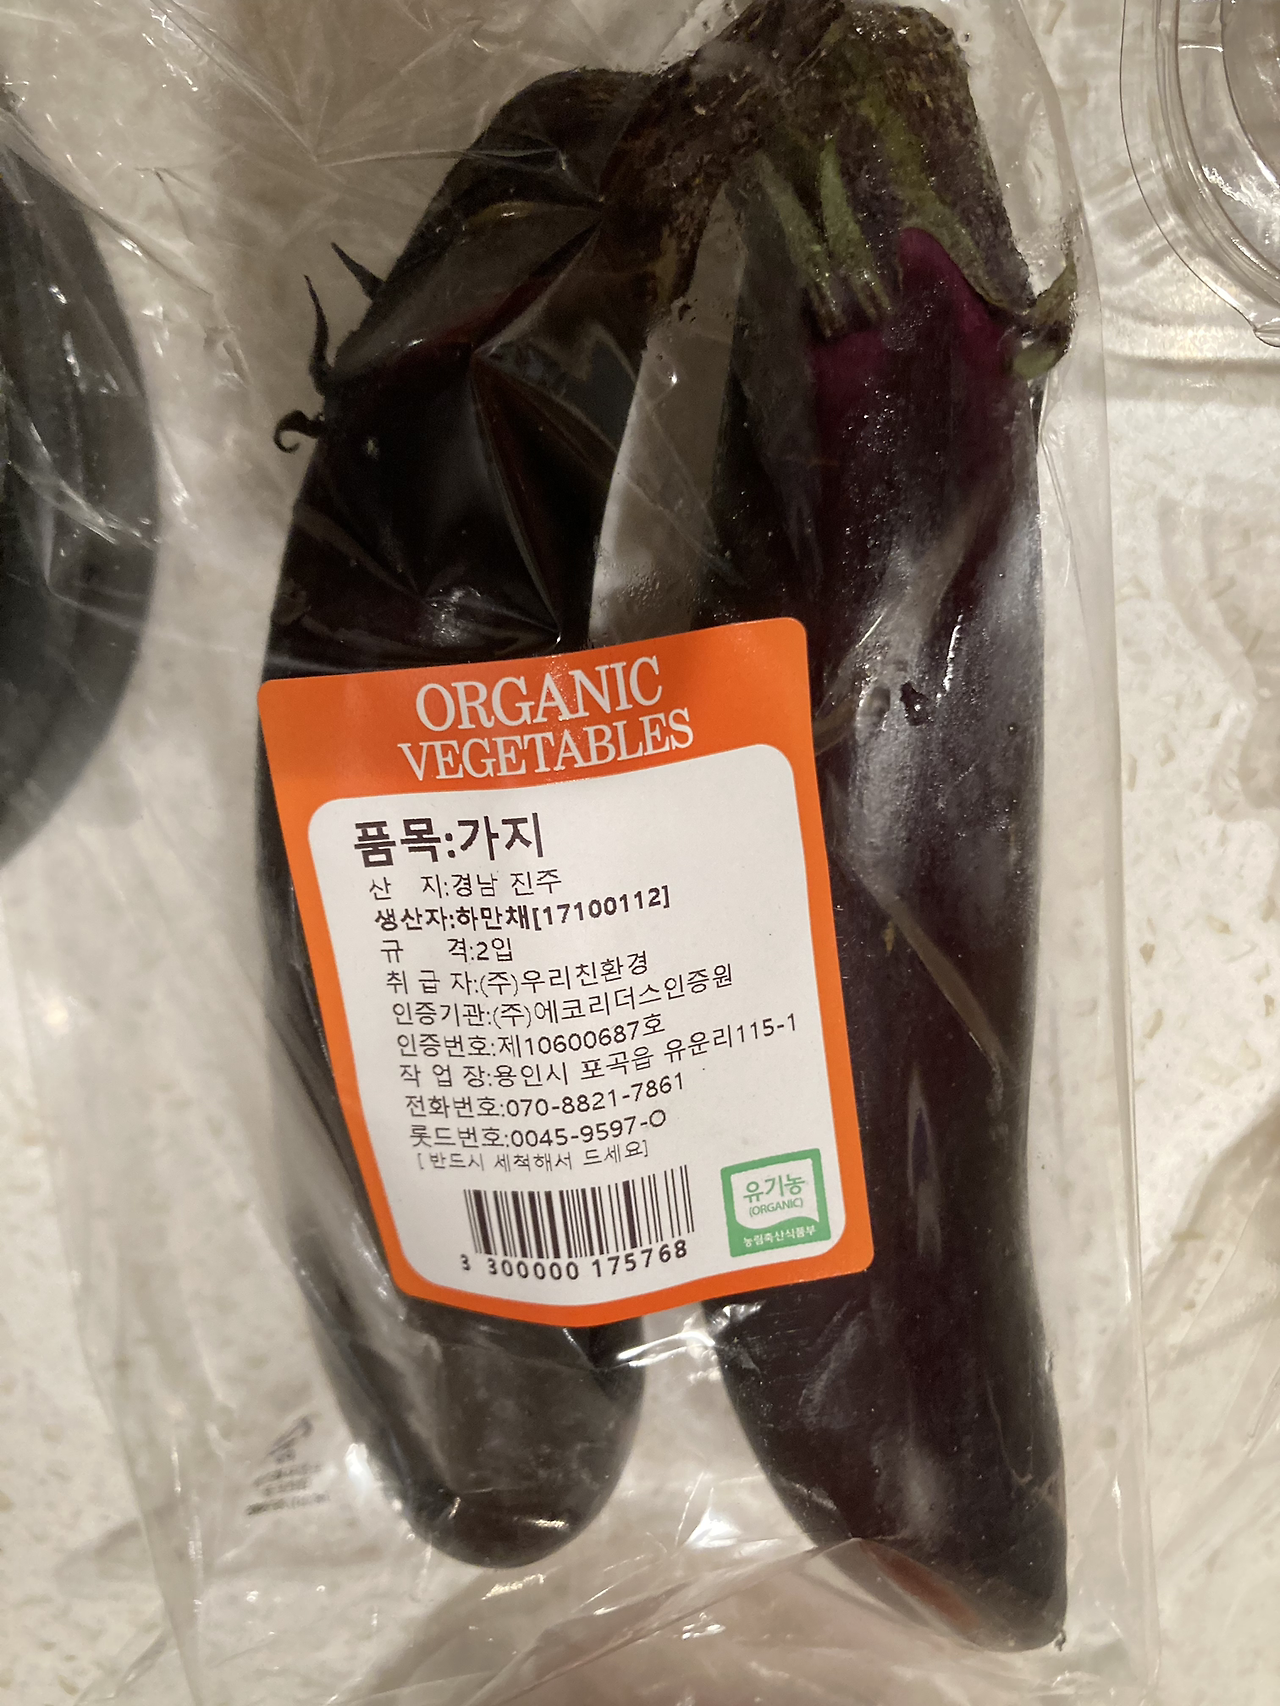 ORGANIC
VEGETABLES
품목:가지
산 지:경남 진주
생산자:하만채[17100112]
규 격:2입
취 급 자:(주)우리친환경
인증기관:(주)에코리더스인증원
인증번호:제10600687호
작 업 장:용인시 포곡읍 유운리115-1
전화번호:070-8821-7861
롯드번호:0045-9597-O
[반드시 세척해서 드세요]
3 300000 175768
유기농
(ORGANIC)
농림축산식품부